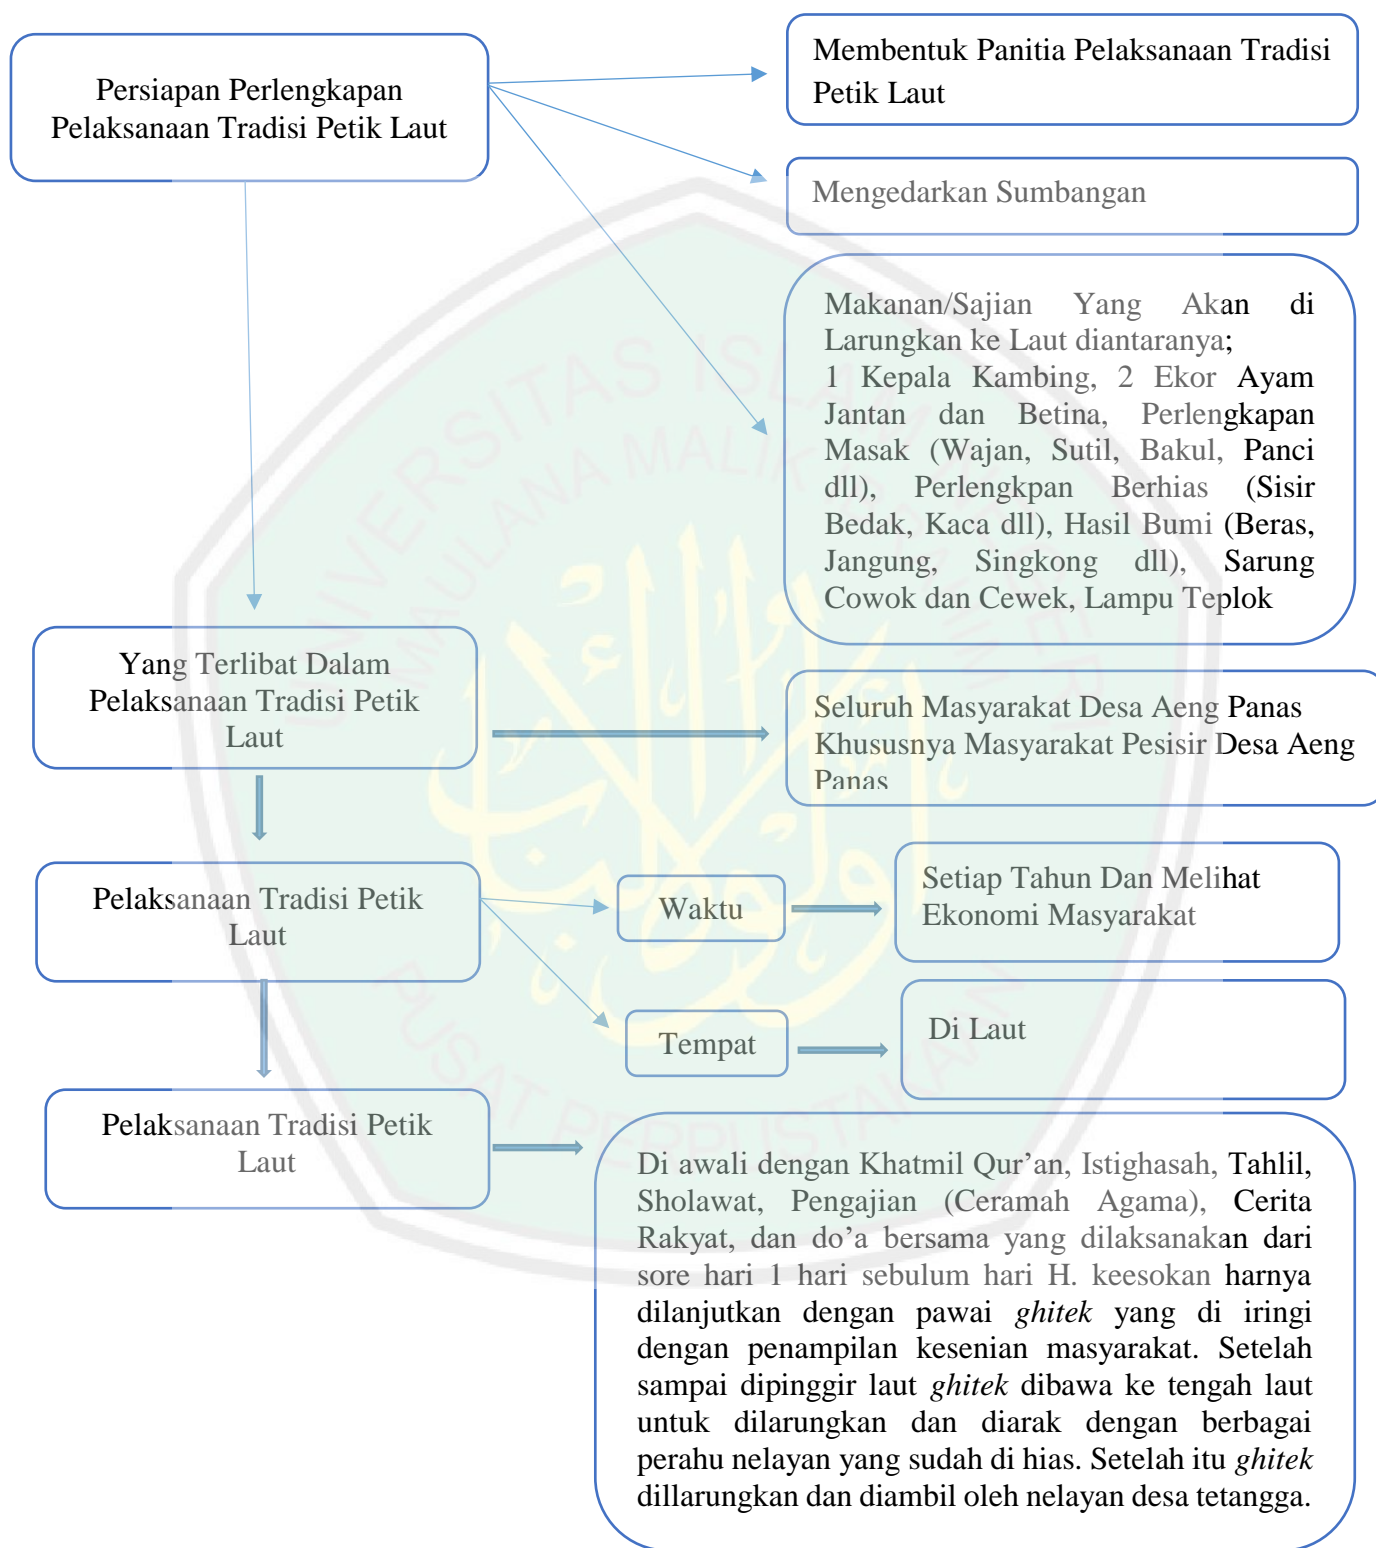 Persiapan Perlengkapan
Pelaksanaan Tradisi Petik Laut
Membentuk Panitia Pelaksanaan Tradisi
Petik Laut
Mengedarkan Sumbangan
Makanan/Sajian Yang Akan di
Larungkan ke Laut diantaranya;
1 Kepala Kambing, 2 Ekor Ayam
Jantan dan Betina, Perlengkapan
Masak (Wajan, Sutil, Bakul, Panci
dll), Perlengkpan Berhias (Sisir
Bedak, Kaca dll), Hasil Bumi (Beras,
Jangung, Singkong dll), Sarung
Cowok dan Cewek, Lampu Teplok
Yang Terlibat Dalam
Pelaksanaan Tradisi Petik
Laut
Seluruh Masyarakat Desa Aeng Panas
Khususnya Masyarakat Pesisir Desa Aeng
Panas
Pelaksanaan Tradisi Petik
Laut
Waktu
Setiap Tahun Dan Melihat
Ekonomi Masyarakat
Tempat
Di Laut
Pelaksanaan Tradisi Petik
Laut
Di awali dengan Khatmil Qur’an, Istighasah, Tahlil,
Sholawat, Pengajian (Ceramah Agama), Cerita
Rakyat, dan do’a bersama yang dilaksanakan dari
sore hari 1 hari sebulum hari H. keesokan harnya
dilanjutkan dengan pawai ghitek yang di iringi
dengan penampilan kesenian masyarakat. Setelah
sampai dipinggir laut ghitek dibawa ke tengah laut
untuk dilarungkan dan diarak dengan berbagai
perahu nelayan yang sudah di hias. Setelah itu ghitek
dillarungkan dan diambil oleh nelayan desa tetangga.
UNIVERSITAS ISLAM NEGERI
MAULANA MALIK IBRAHIM
PUSAT PERPUSTAKAAN